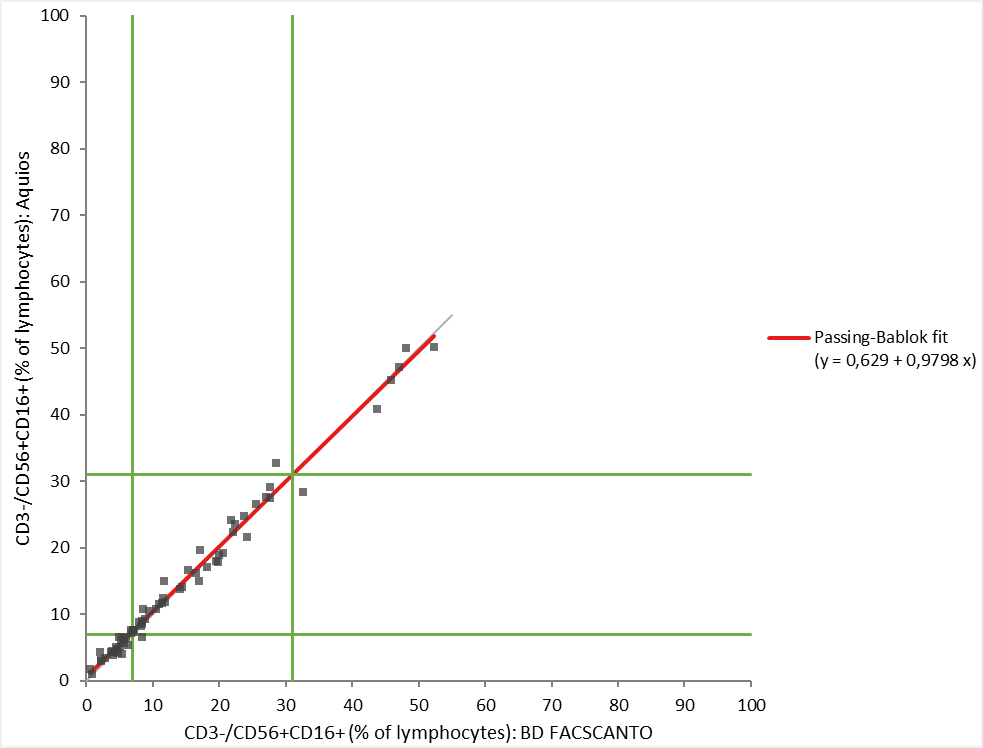 100
90
80
70
60
50
40
30
20
10
0
CD3-/CD56+CD16+ (% of lymphocytes): Aquios
0 10 20 30 40 50 60 70 80 90 100
CD3-/CD56+CD16+ (% of lymphocytes): BD FACSCANTO
Passing-Bablok fit
(y = 0,629 + 0,9798 x)